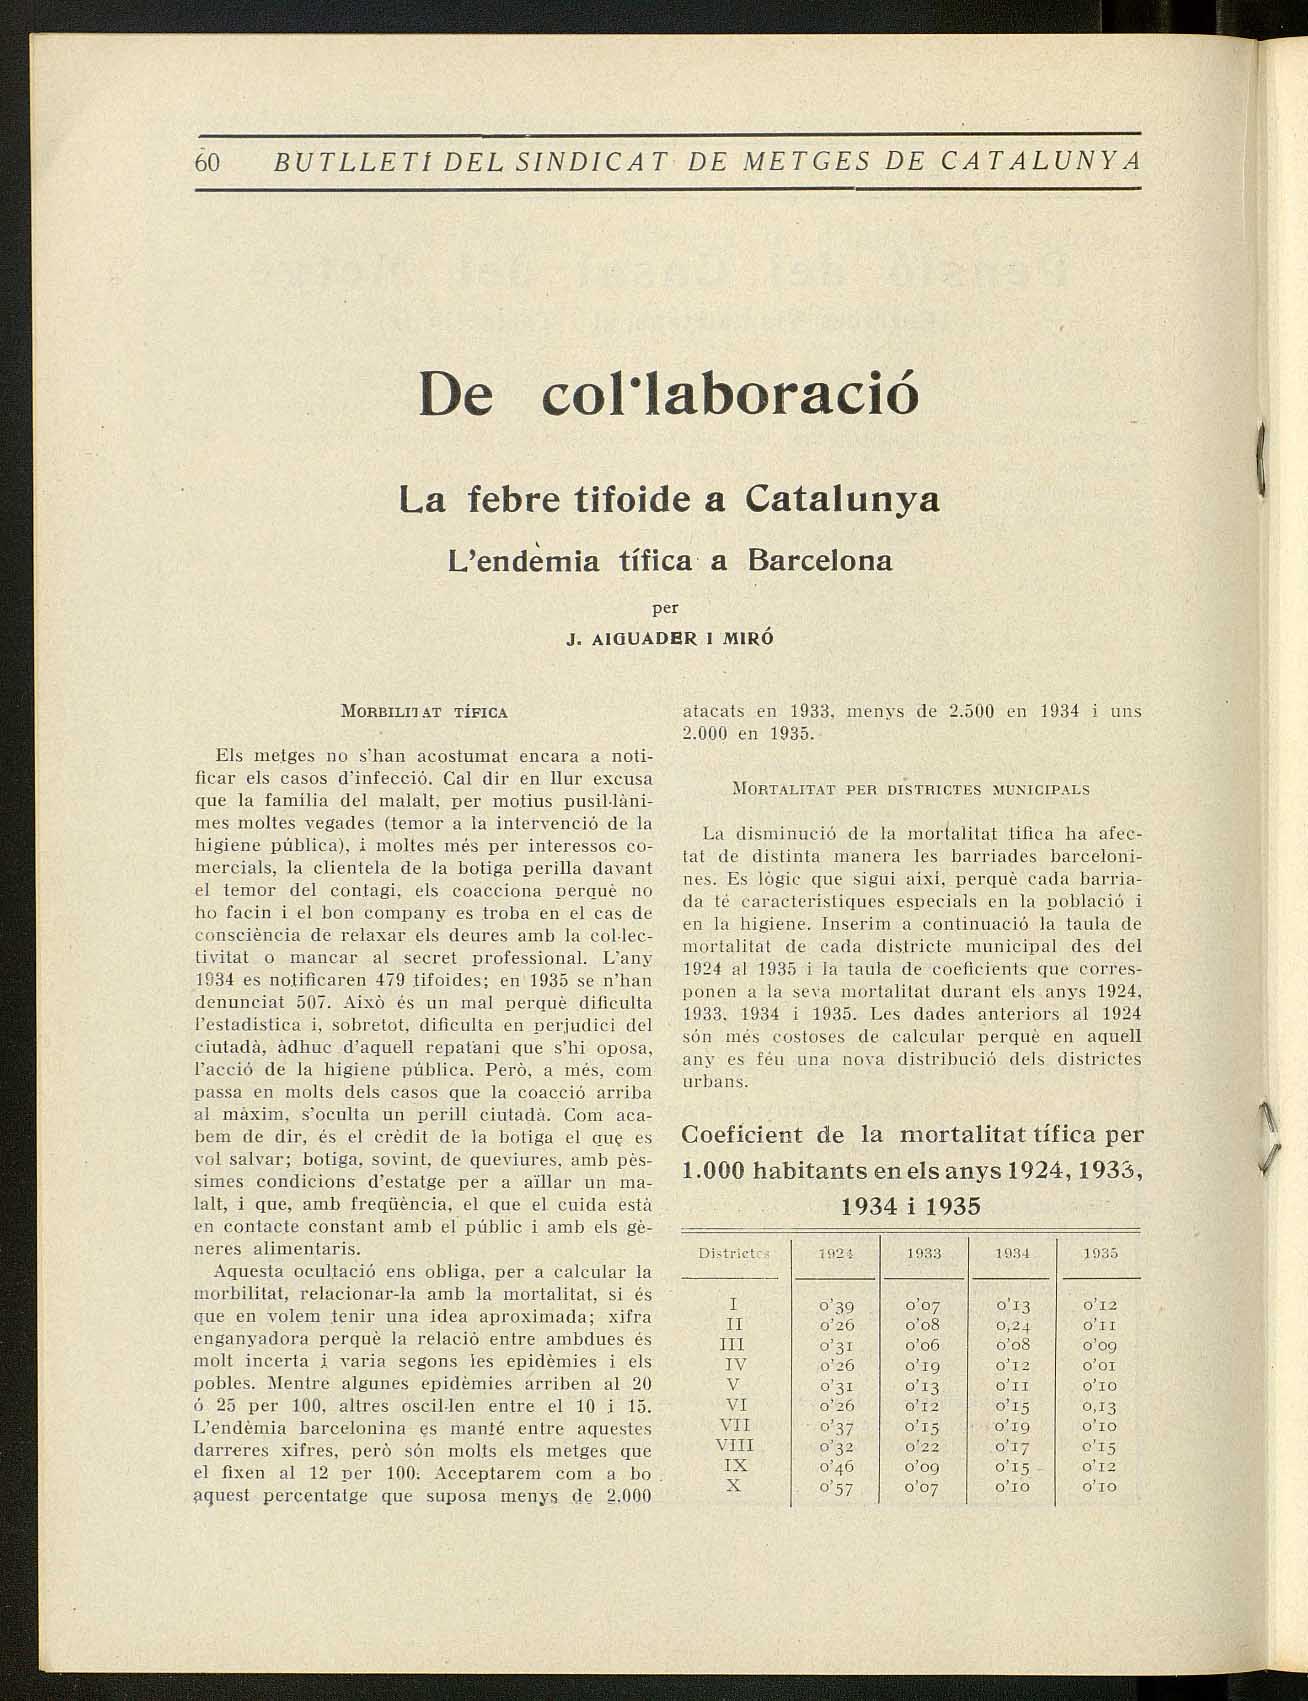 60 BUTLLETÍ DEL SINDICAT DE METGES DE CATALUNYA
De col·laboració
La febre tifoide a Catalunya
L'endèmia tífica a Barcelona
per
J. AIGUADER I MIRÓ
MORBILITAT TÍFICA
Els metges no s'han acostumat encara a noti-
ficar els casos d'infecció. Cal dir en llur excusa
que la família del malalt, per motius pusil·làni-
mes moltes vegades (temor a la intervenció de la
higiene pública), i moltes més per interessos co-
mercials, la clientela de la botiga perilla davant
el temor del contagi, els coacciona perquè no
ho facin i el bon company es troba en el cas de
consciència de relaxar els deures amb la col·lec-
tivitat o mancar al secret professional. L'any
1934 es notificaren 479 tifoides; en 1935 se n'han
denunciat 507. Això és un mal perquè dificulta
l'estadística i, sobretot, dificulta en perjudici del
ciutadà, àdhuc d'aquell repatani que s'hi oposa,
l'acció de la higiene pública. Però, a més, com
passa en molts dels casos que la coacció arriba
al màxim, s'oculta un perill ciutadà. Com aca-
bem de dir, és el crèdit de la botiga el que es
vol salvar; botiga, sovint, de queviures, amb pès-
simes condicions d'estatge per a aïllar un ma-
lalt, i que, amb freqüència, el que el cuida està
en contacte constant amb el públic i amb els gè-
neres alimentaris.
Aquesta ocultació ens obliga, per a calcular la
morbilitat, relacionar-la amb la mortalitat, si és
que en volem tenir una idea aproximada; xifra
enganyadora perquè la relació entre ambdues és
molt incerta i varia segons les epidèmies i els
pobles. Mentre algunes epidèmies arriben al 20
ó 25 per 100, altres oscil·len entre el 10 i 15.
L'endèmia barcelonina es manté entre aquestes
darreres xifres, però són molts els metges que
el fixen al 12 per 100. Acceptarem com a bo
aquest percentatge que suposa menys de 2.000
atacats en 1933, menys de 2.500 en 1934 i uns
2.000 en 1935.
MORTALITAT PER DISTRICTES MUNICIPALS
La disminució de la mortalitat tífica ha afec-
tat de distinta manera les barriades barceloni-
nes. Es lògic que sigui així, perquè cada barria-
da té característiques especials en la població i
en la higiene. Inserim a continuació la taula de
mortalitat de cada districte municipal des del
1924 al 1935 i la taula de coeficients que corres-
ponen a la seva mortalitat durant els anys 1924,
1933, 1934 i 1935. Les dades anteriors al 1924
són més costoses de calcular perquè en aquell
any es féu una nova distribució dels districtes
urbans.
Coeficient de la mortalitat tífica per
1.000 habitants en els anys 1924, 1933,
1934 i 1935
Districtes 1924 1933 1934 1935
I 0'39 0'07 0'13 0'12
II 0'26 0'08 0,24 0'11
III 0'31 0'06 0'08 0'09
IV 0'26 0'19 0'12 0'01
V 0'31 0'13 0'11 0'10
VI 0'26 0'12 0'15 0,13
VII 0'37 0'15 0'19 0'10
VIII 0'32 0'22 0'17 0'15
IX 0'46 0'09 0'15 0'12
X 0'57 0'07 0'10 0'10